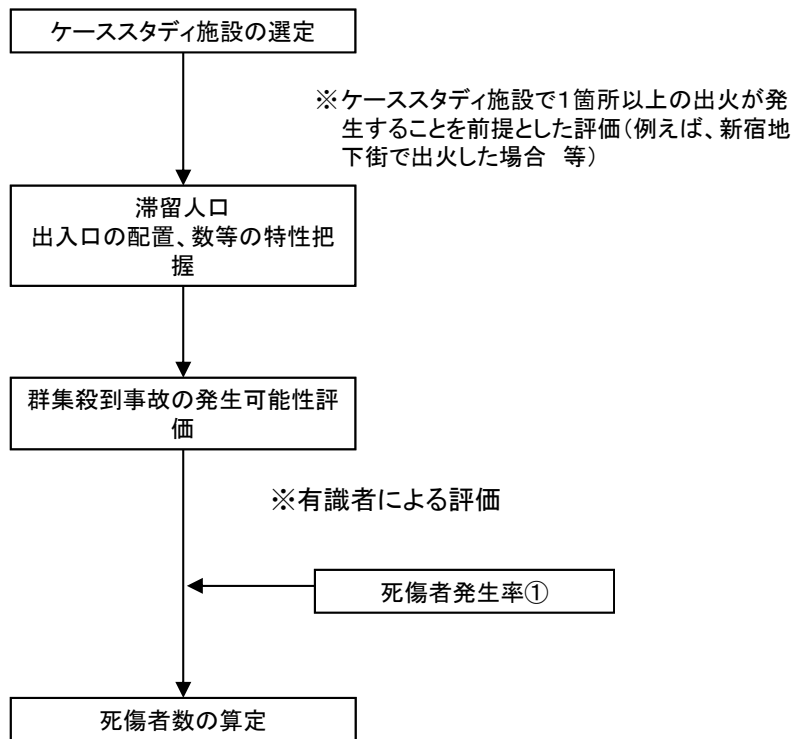 ケーススタディ施設の選定
※ケーススタディ施設で1箇所以上の出火が発
生することを前提とした評価(例えば、新宿地
下街で出火した場合　等)
滞留人口
出入口の配置、数等の特性把
握
群集殺到事故の発生可能性評
価
※有識者による評価
死傷者発生率①
死傷者数の算定